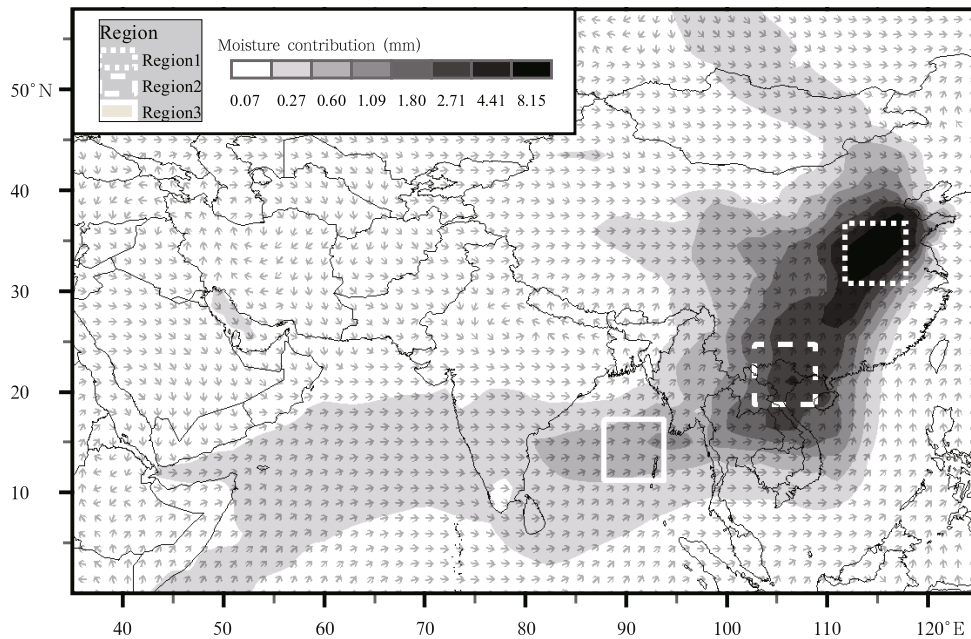 Region
Region1
Region2
Region3
Moisture contribution (mm)
0.07 0.27 0.60 1.09 1.80 2.71 4.41 8.15
50°N
40
30
20
10
40 50 60 70 80 90 100 110 120°E